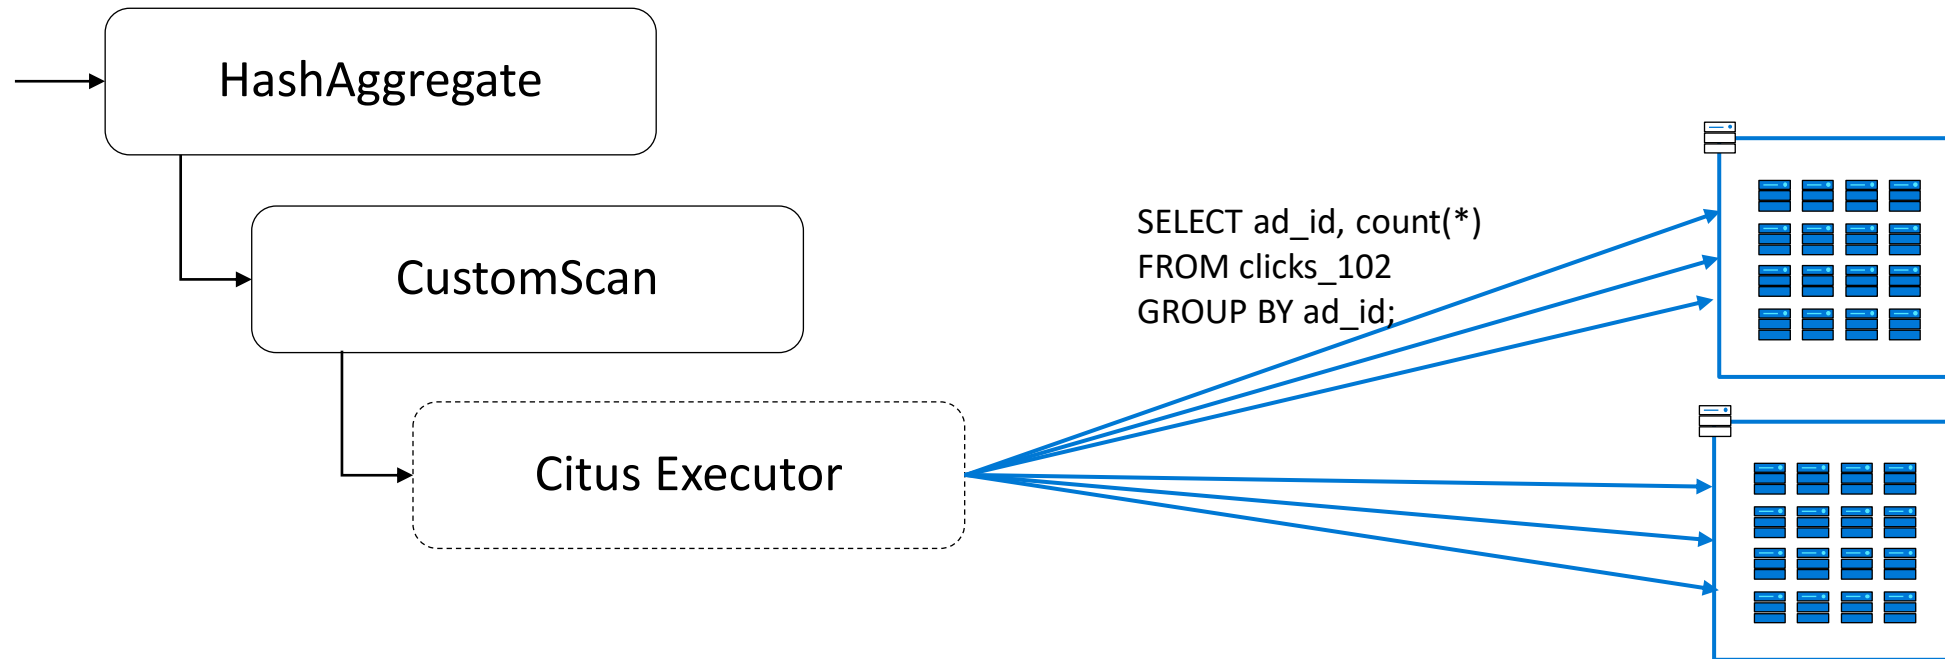 HashAggregate
CustomScan
Citus Executor
SELECT ad_id, count(*)
FROM clicks_102
GROUP BY ad_id;